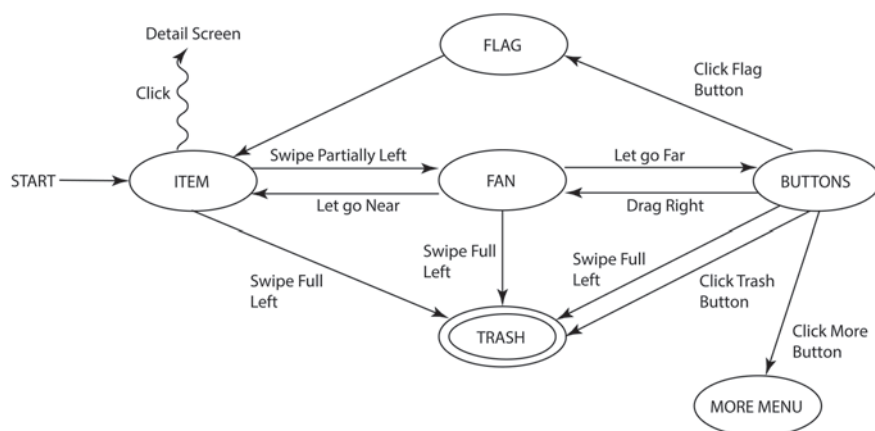 Detail Screen
FLAG
Click
Click Flag
Button
Swipe Partially Left
Let go Far
START
ITEM
FAN
BUTTONS
Let go Near
Drag Right
Swipe Full
Left
Swipe Full
Left
Swipe Full
Left
Click Trash
Button
TRASH
Click More
Button
MORE MENU